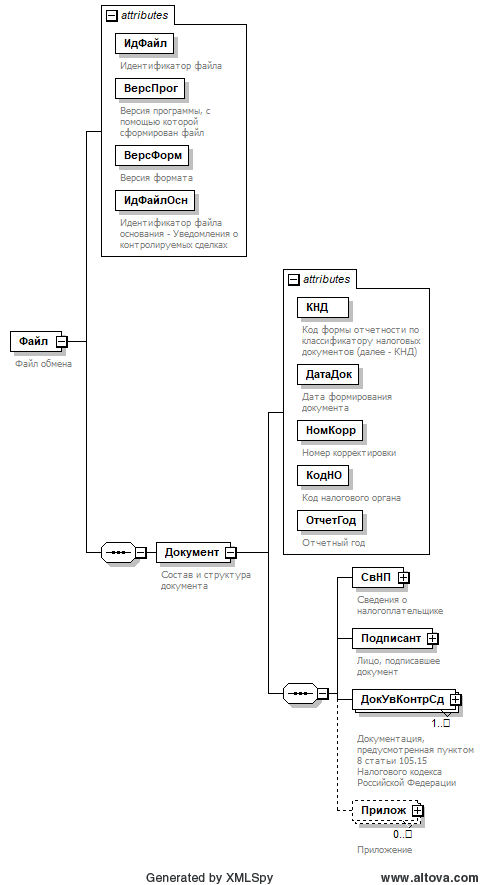 attributes
ИдФайл
Идентификатор файла
ВерсПрог
Версия программы, с
помощью которой
сформирован файл
ВерсФорм
Версия формата
ИдФайлОсн
Идентификатор файла
основания - Уведомления о
контролируемых сделках
Файл
Файл обмена
attributes
КНД
Код формы отчетности по
классификатору налоговых
документов (далее - КНД)
ДатаДок
Дата формирования
документа
НомКорр
Номер корректировки
КодНО
Код налогового органа
ОтчетГод
Отчетный год
Документ
Состав и структура
документа
СвНП
Сведения о
налогоплательщике
Подписант
Лицо, подписавшее
документ
ДокУвКонтрСд
1..□
Документация,
предусмотренная пунктом
8 статьи 105.15
Налогового кодекса
Российской Федерации
Прилож
0..□
Приложение
Generated by XMLSpy
www.altova.com